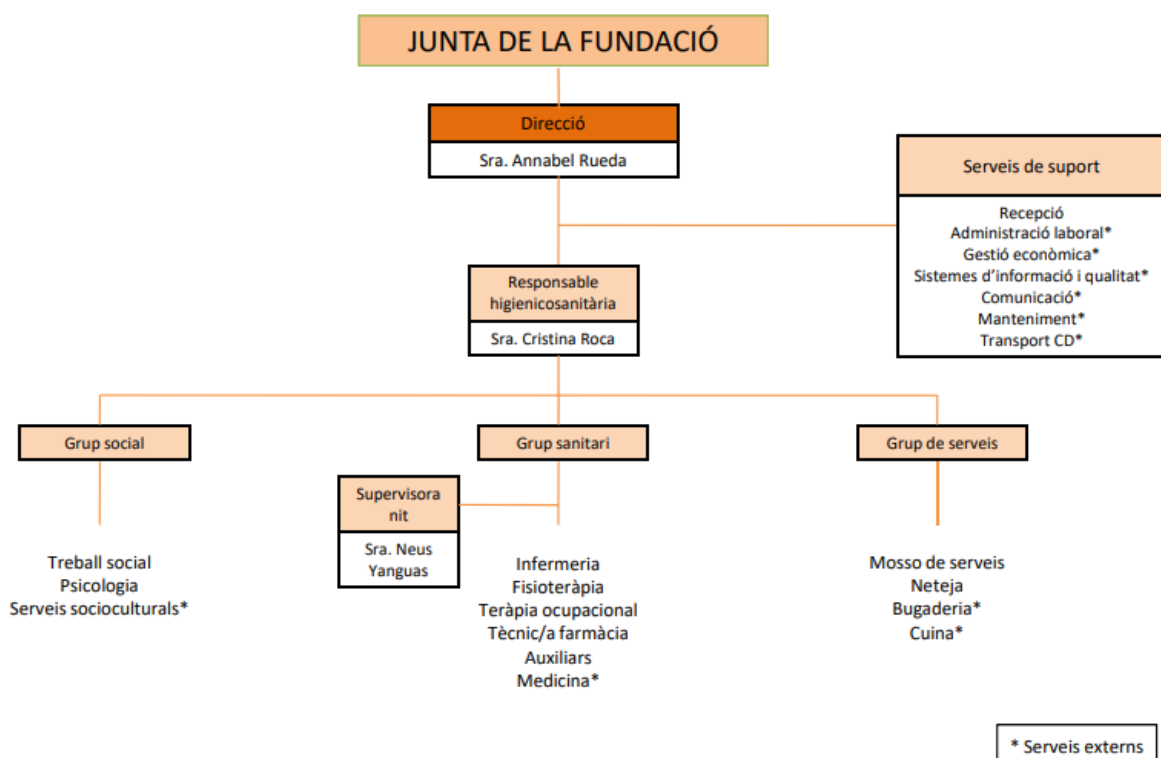 JUNTA DE LA FUNDACIÓ
Direcció
Sra. Annabel Rueda
Serveis de suport
Recepció
Administració laboral*
Gestió econòmica*
Sistemes d'informació i qualitat*
Comunicació*
Manteniment*
Transport CD*
Responsable
higienicosanitària
Sra. Cristina Roca
Grup social
Treball social
Psicologia
Serveis socioculturals*
Grup sanitari
Supervisora
nit
Sra. Neus
Yanguas
Infermeria
Fisioteràpia
Teràpia ocupacional
Tècnic/a farmàcia
Auxiliars
Medicina*
Grup de serveis
Mosso de serveis
Neteja
Bugaderia*
Cuina*
* Serveis externs